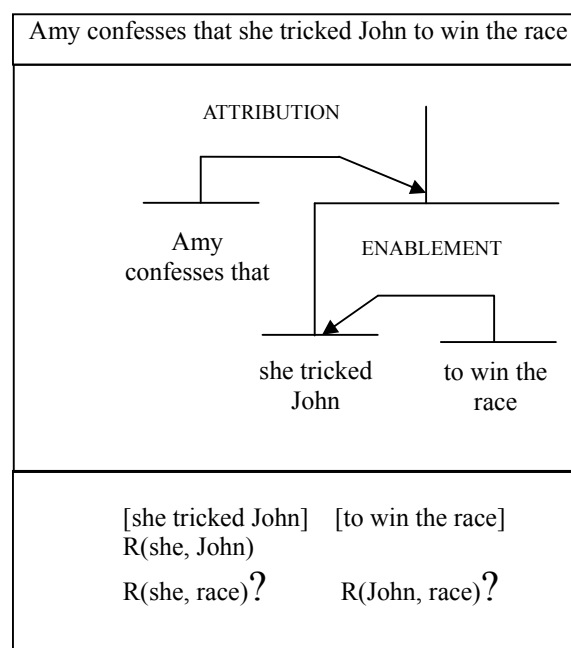 Amy confesses that she tricked John to win the race
ATTRIBUTION
Amy
confesses that
ENABLEMENT
she tricked
John
to win the
race
[she tricked John] [to win the race]
R(she, John)
R(she, race)? R(John, race)?